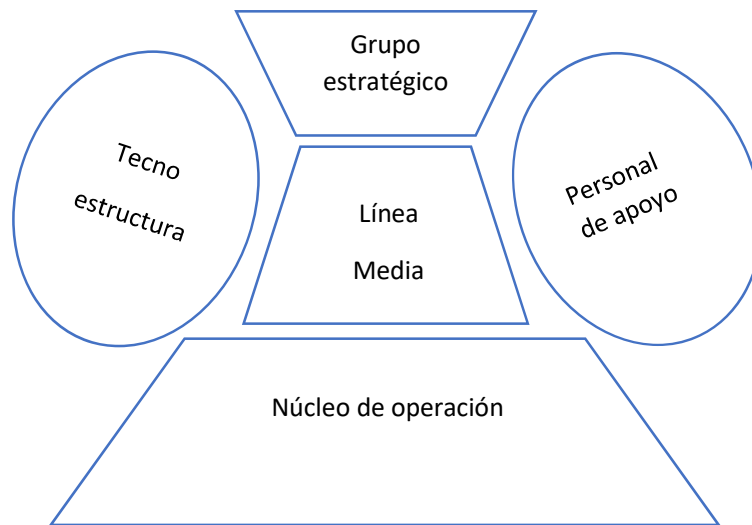 Grupo
estratégico
Tecno
estructura
Línea
Media
Personal
de apoyo
Núcleo de operación